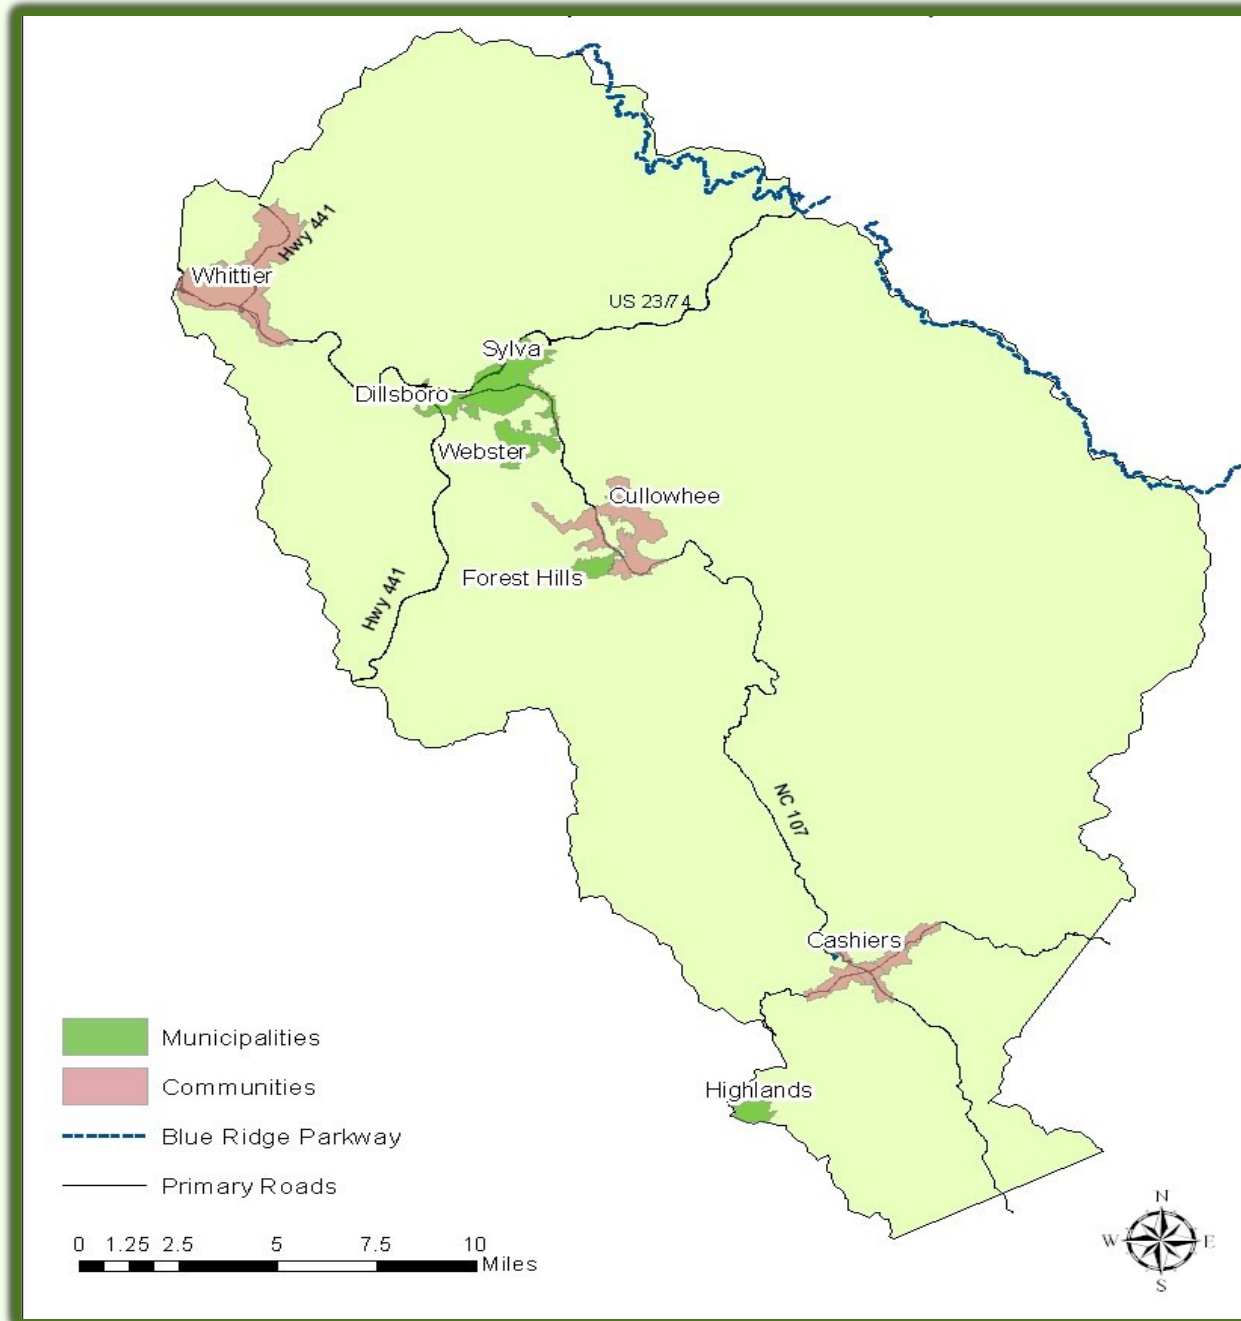 Hwy 441
Whittier
US 23/74
Sylva
Dillsboro
Webster
Cullowhee
Forest Hills
Hwy 441
NC 107
Cashiers
Highlands
Municipalities
Communities
Blue Ridge Parkway
Primary Roads
0 1.25 2.5 5 7.5 10
Miles
N
W E
S